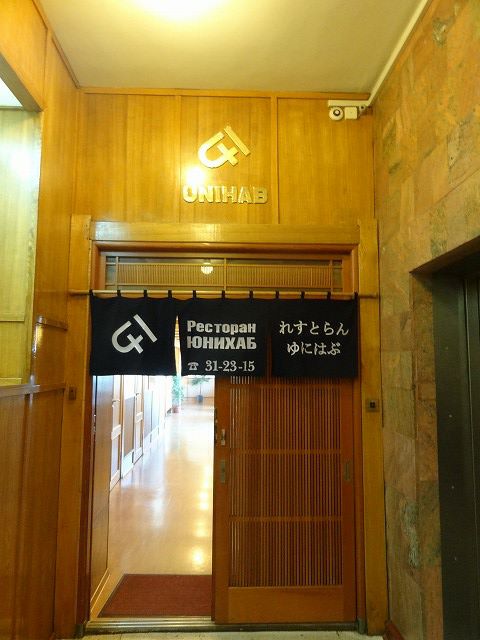 UNIHAB
Ресторан
ЮНИХАБ
☎ 31-23-15
れすとらん
ゆにはぶ